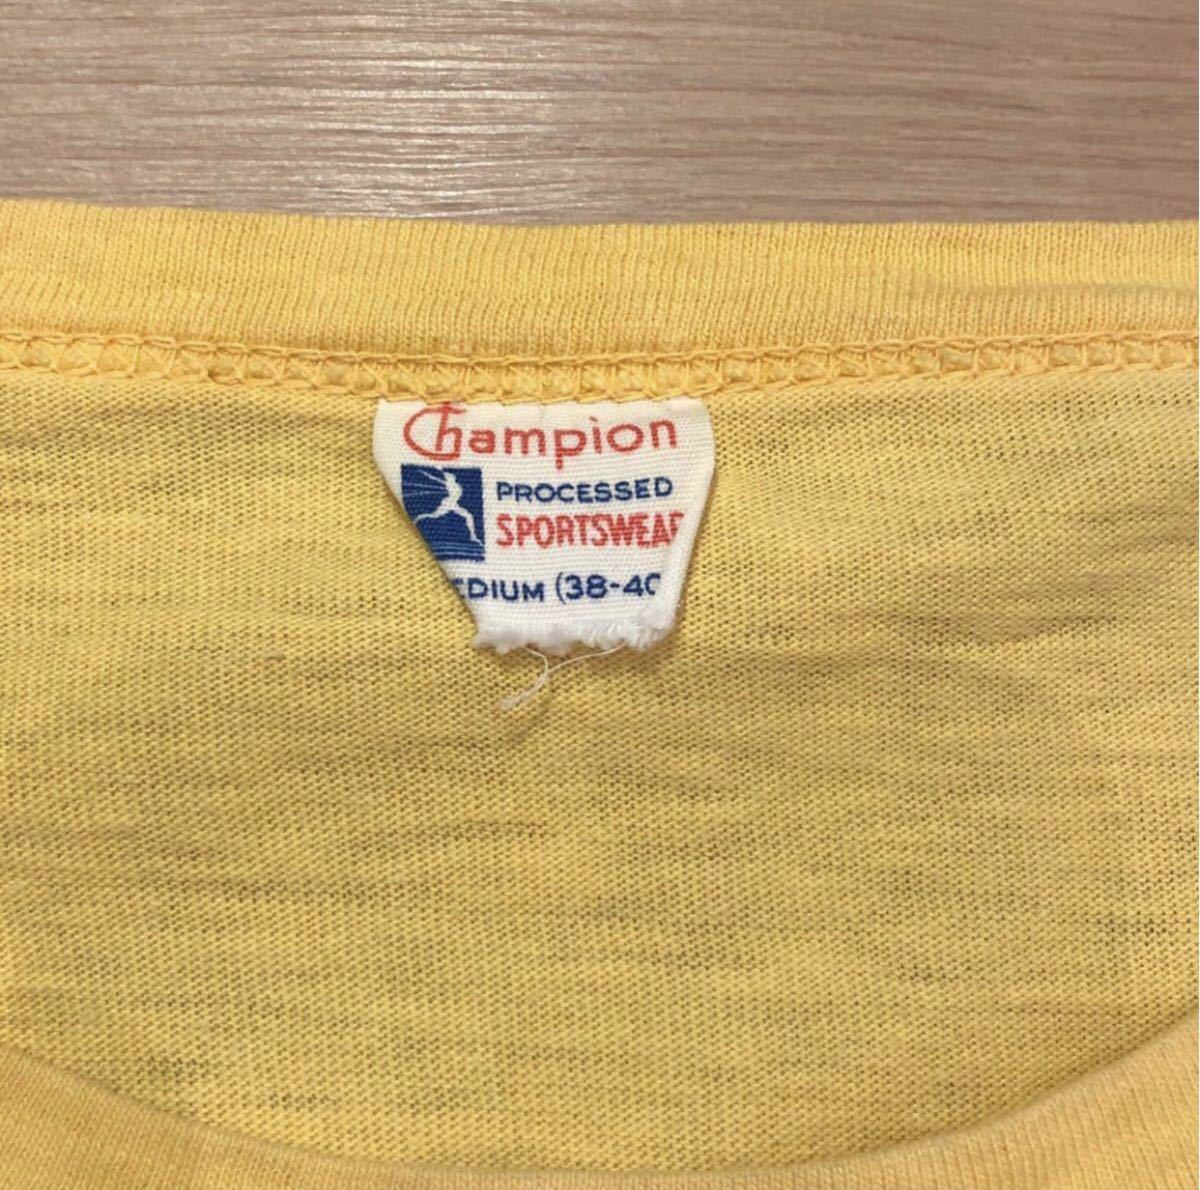 Champion
PROCESSED
SPORTSWEAR
EDIUM (38-40